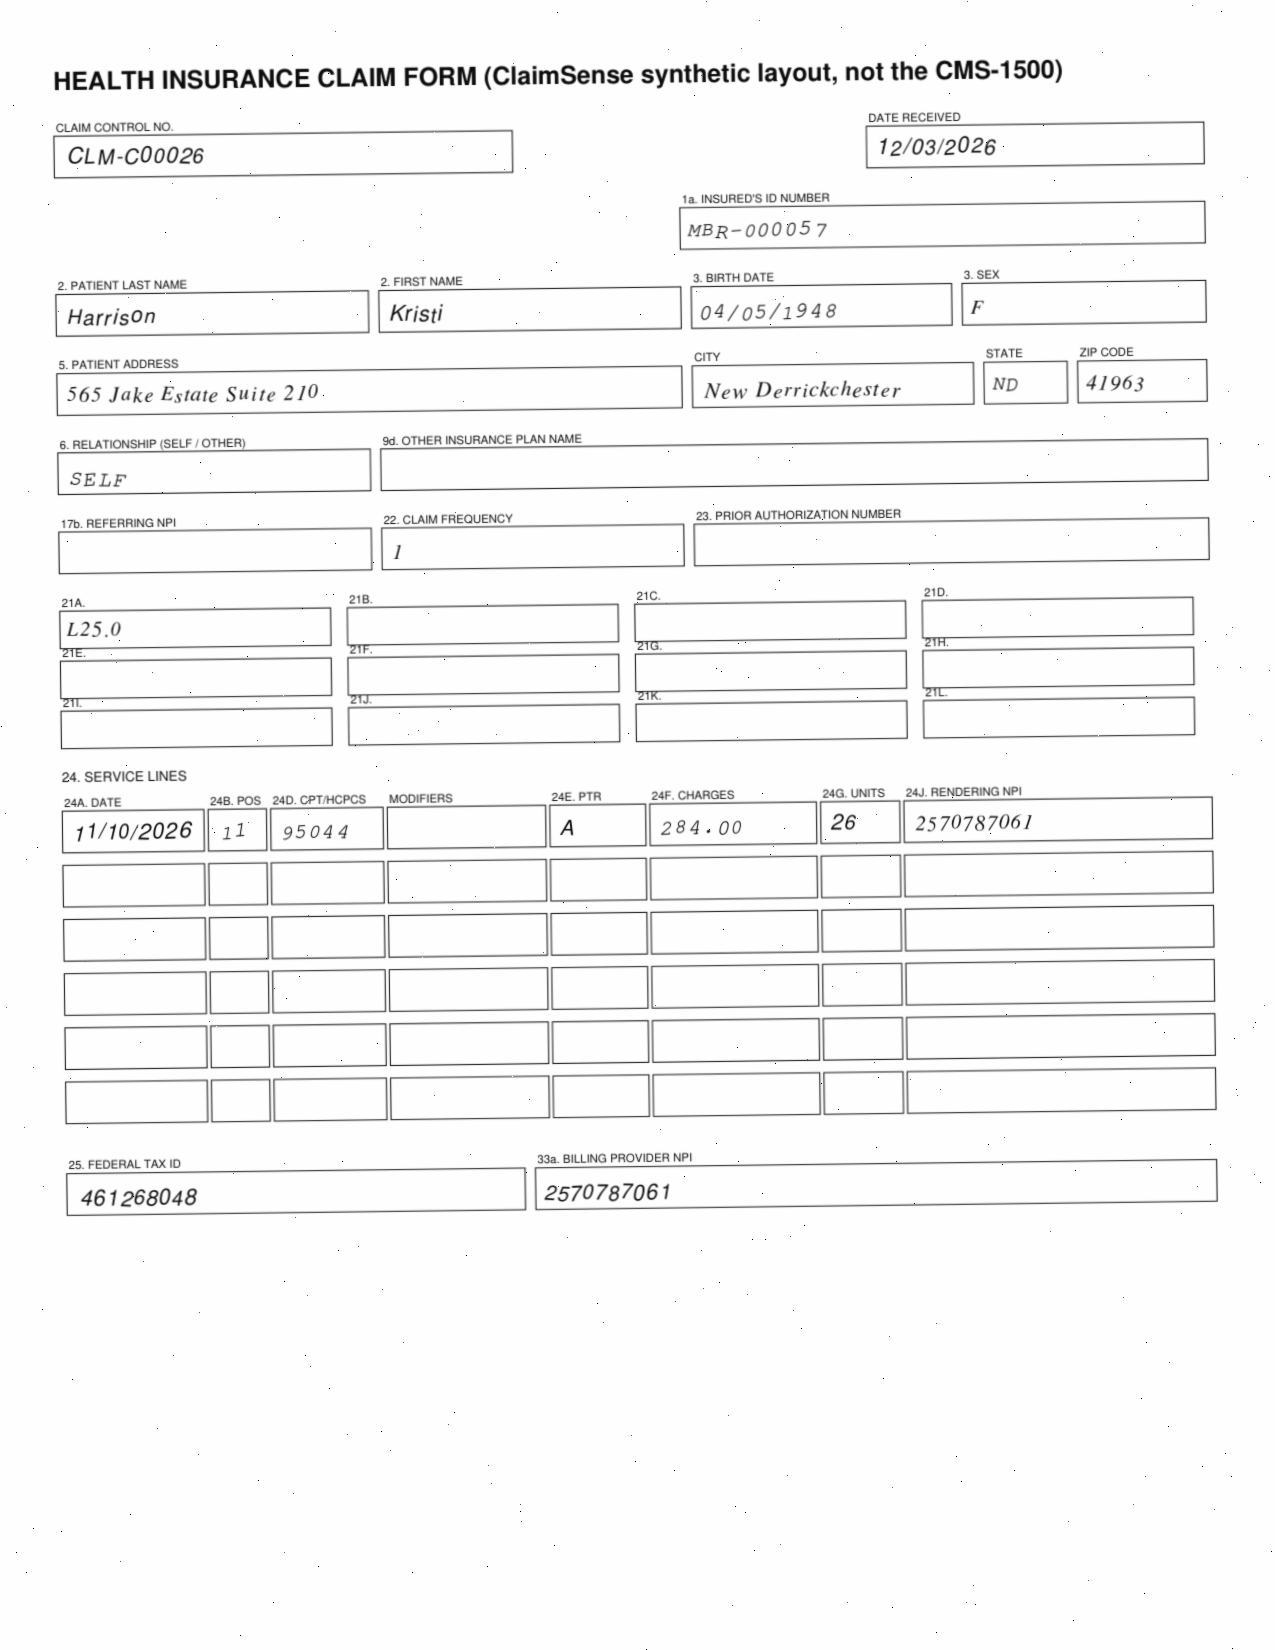 HEALTH INSURANCE CLAIM FORM (ClaimSense synthetic layout, not the CMS-1500)
CLAIM CONTROL NO. DATE RECEIVED
CLM-C00026 12/03/2026
1a. INSURED'S ID NUMBER
MBR-000057
2. PATIENT LAST NAME 2. FIRST NAME 3. BIRTH DATE 3. SEX
Harrison Kristi 04/05/1948 F
5. PATIENT ADDRESS CITY STATE ZIP CODE
565 Jake Estate Suite 210 New Derrickchester ND 41963
6. RELATIONSHIP (SELF / OTHER) 9d. OTHER INSURANCE PLAN NAME
SELF
17b. REFERRING NPI 22. CLAIM FREQUENCY 23. PRIOR AUTHORIZATION NUMBER
1
21A. 21B. 21C. 21D.
L25.0
21E. 21F. 21G. 21H.
21I. 21J. 21K. 21L.
24. SERVICE LINES
24A. DATE 24B. POS 24D. CPT/HCPCS MODIFIERS 24E. PTR 24F. CHARGES 24G. UNITS 24J. RENDERING NPI
11/10/2026 11 95044 A 284.00 26 2570787061
25. FEDERAL TAX ID 33a. BILLING PROVIDER NPI
461268048 2570787061